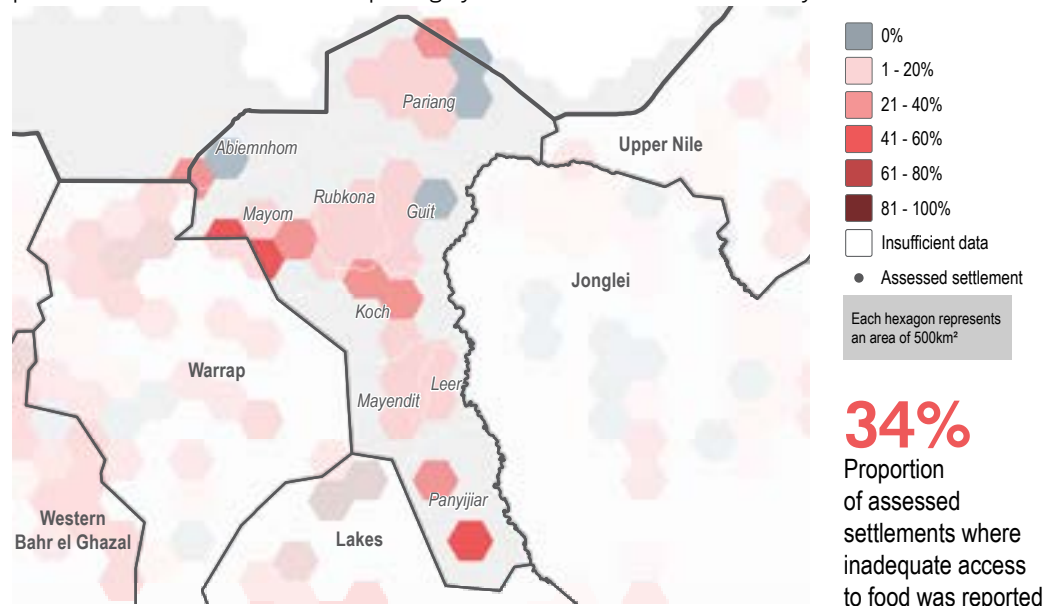 Pariang
Abiemnhom
Upper Nile
Rubkona
Mayom
Guit
Jonglei
Koch
Warrap
Leer
Mayendit
Panyijiar
Western
Bahr el Ghazal
Lakes
0%
1 - 20%
21 - 40%
41 - 60%
61 - 80%
81 - 100%
Insufficient data
Assessed settlement
Each hexagon represents
an area of 500km²
34%
Proportion
of assessed
settlements where
inadequate access
to food was reported